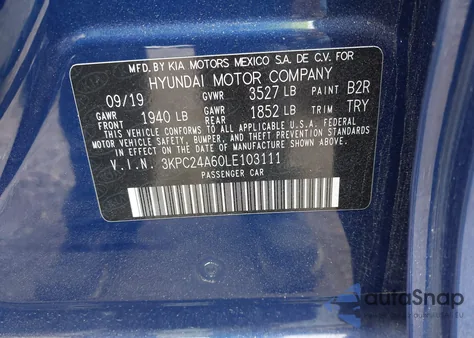 MFD. BY KIA MOTORS MEXICO S.A. DE C.V. FOR
HYUNDAI MOTOR COMPANY
09/19 GVWR 3527 LB PAINT B2R
GAWR FRONT 1940 LB GAWR REAR 1852 LB TRIM TRY
THIS VEHICLE CONFORMS TO ALL APPLICABLE U.S. FEDERAL
MOTOR VEHICLE SAFETY, BUMPER, AND THEFT PREVENTION
STANDARDS IN EFFECT ON THE DATE OF MANUFACTURE SHOWN ABOVE.
V.I.N. 3KPC24A60LE103111
PASSENGER CAR
autoSnap